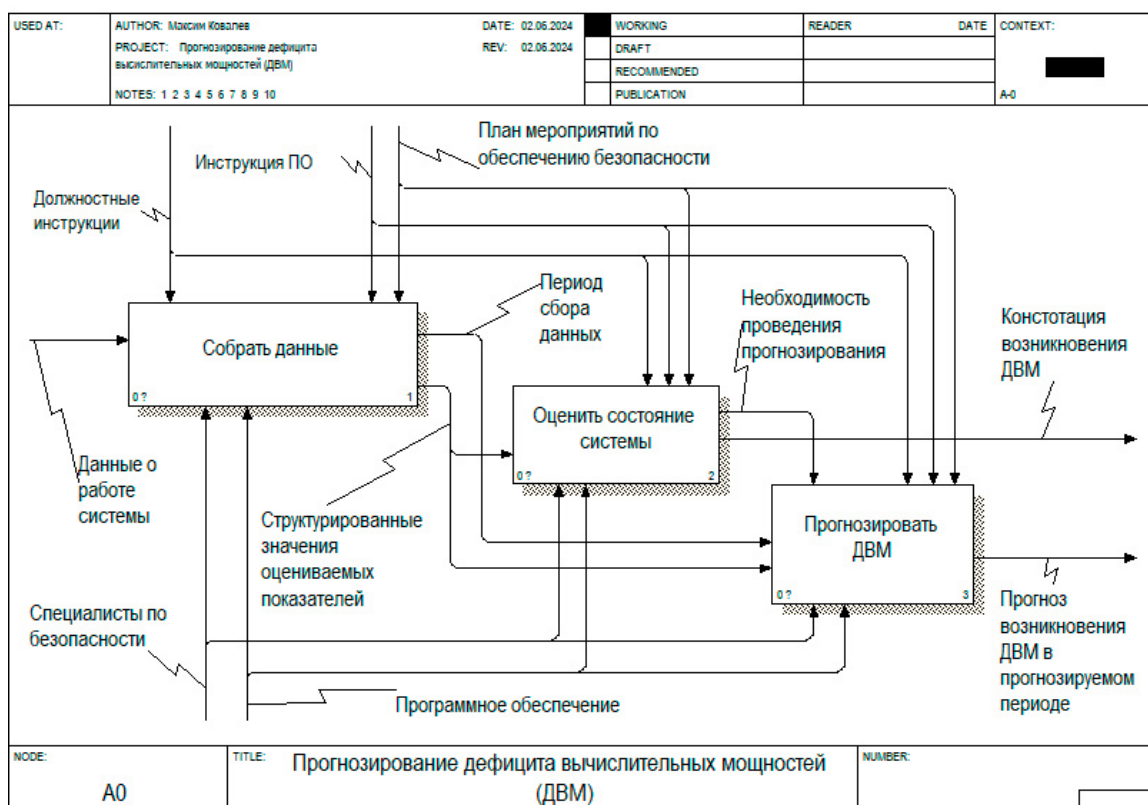 USED AT:
AUTHOR: Максим Ковалев
DATE: 02.06.2024
PROJECT: Прогнозирование дефицита
REV: 02.06.2024
высислительных мощностей (ДВМ)
NOTES: 1 2 3 4 5 6 7 8 9 10
WORKING
DRAFT
RECOMMENDED
PUBLICATION
READER DATE
CONTEXT:
A-0
План мероприятий по
обеспечению безопасности
Инструкция ПО
Должностные
инструкции
Период
сбора
данных
Необходимость
проведения
прогнозирования
Констотация
возникновения
ДВМ
Собрать данные
0 ? 1
Оценить состояние
системы
0 ? 2
Данные о
работе
системы
Структурированные
значения
оцениваемых
показателей
Прогнозировать
ДВМ
0 ? 3
Специалисты по
безопасности
Прогноз
возникновения
ДВМ в
прогнозируемом
периоде
Программное обеспечение
NODE:
A0
TITLE:
Прогнозирование дефицита вычислительных мощностей
(ДВМ)
NUMBER: